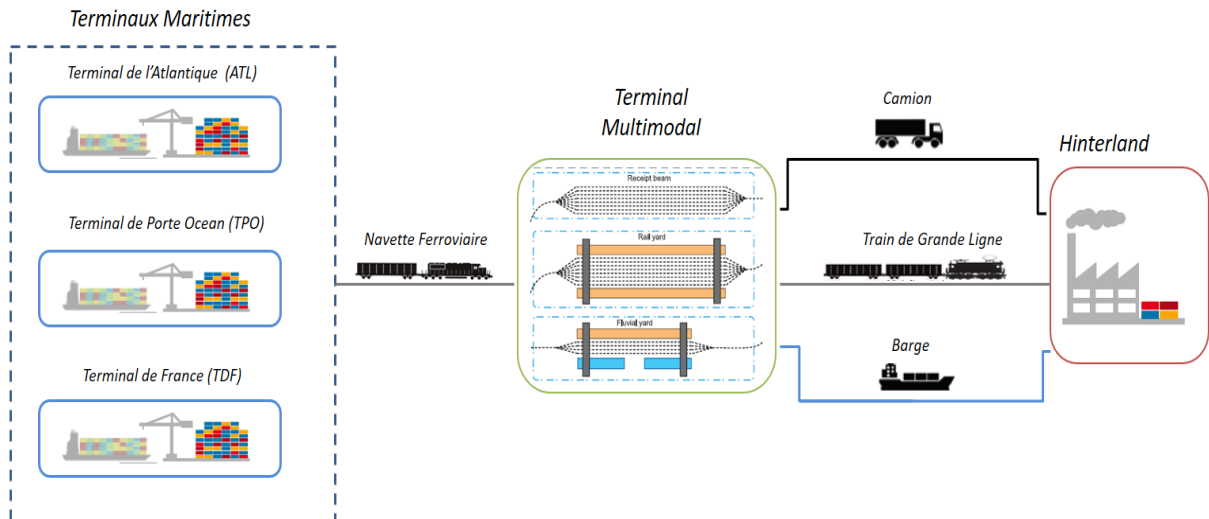 Terminaux Maritimes
Terminal de l'Atlantique (ATL)
Terminal de Porte Ocean (TPO)
Terminal de France (TDF)
Navette Ferroviaire
Terminal
Multimodal
Receipt beam
Rail yard
Fluvial yard
Camion
Train de Grande Ligne
Barge
Hinterland